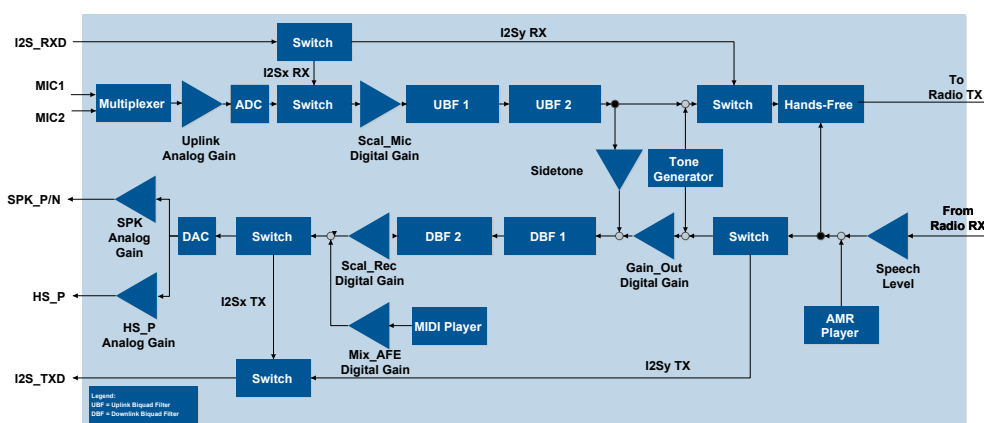 I2S_RXD
Switch
I2Sy RX
I2Sx RX
MIC1
MIC2
Multiplexer
ADC
Switch
UBF 1
UBF 2
Switch
Hands-Free
To
Radio TX
Uplink
Analog Gain
Scal_Mic
Digital Gain
Sidetone
Tone
Generator
SPK_P/N
SPK
Analog
Gain
DAC
Switch
DBF 2
DBF 1
Switch
From
Radio RX
Scal_Rec
Digital Gain
Gain_Out
Digital Gain
Speech
Level
I2Sx TX
HS_P
HS_P
Analog Gain
MIDI Player
AMR
Player
Mix_AFE
Digital Gain
I2S_TXD
Switch
I2Sy TX
Legend:
UBF = Uplink Biquad Filter
DBF = Downlink Biquad Filter